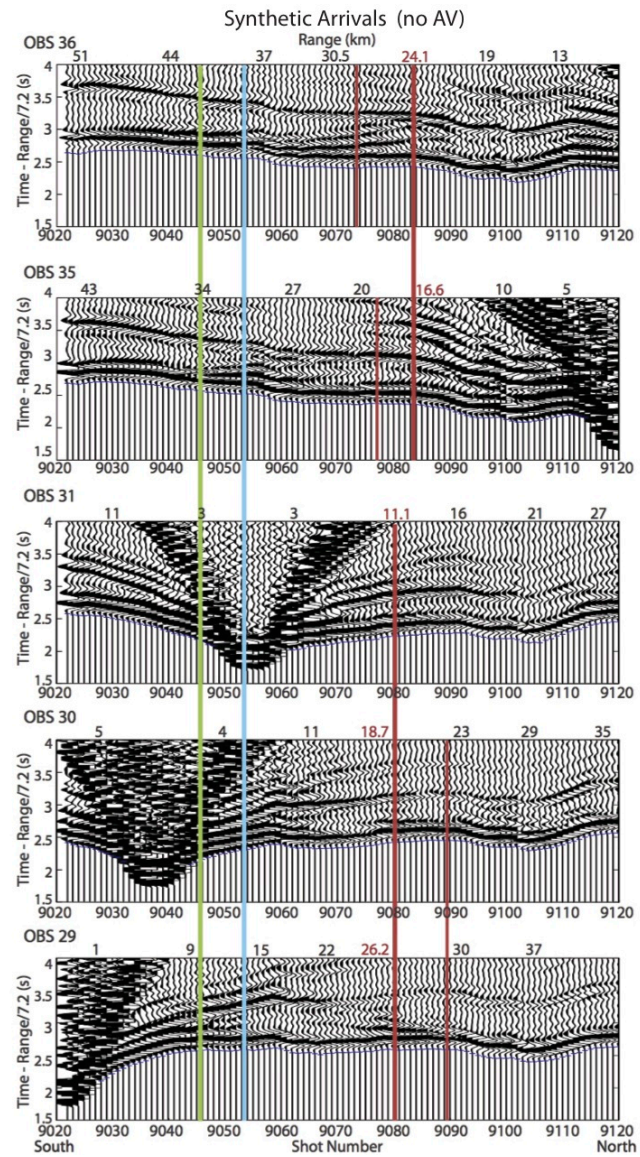 Synthetic Arrivals (no AV)
OBS 36
Range (km)
51 44 37 30.5 24.1 19 13
Time - Range/7.2 (s)
4
3.5
3
2.5
2
1.5
9020 9030 9040 9050 9060 9070 9080 9090 9100 9110 9120
OBS 35
43 34 27 20 16.6 10 5
Time - Range/7.2 (s)
4
3.5
3
2.5
2
1.5
9020 9030 9040 9050 9060 9070 9080 9090 9100 9110 9120
OBS 31
11 3 3 11.1 16 21 27
Time - Range/7.2 (s)
4
3.5
3
2.5
2
1.5
9020 9030 9040 9050 9060 9070 9080 9090 9100 9110 9120
OBS 30
5 4 11 18.7 23 29 35
Time - Range/7.2 (s)
4
3.5
3
2.5
2
1.5
9020 9030 9040 9050 9060 9070 9080 9090 9100 9110 9120
OBS 29
1 9 15 22 26.2 30 37
Time - Range/7.2 (s)
4
3.5
3
2.5
2
1.5
9020 9030 9040 9050 9060 9070 9080 9090 9100 9110 9120
South Shot Number North